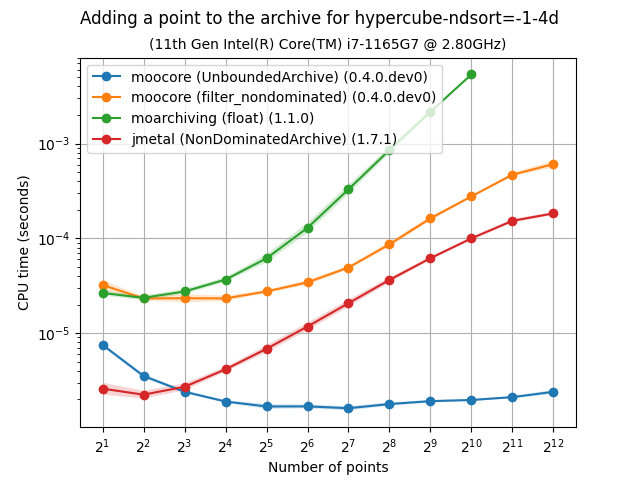 Adding a point to the archive for hypercube-ndsort=-1-4d
(11th Gen Intel(R) Core(TM) i7-1165G7 @ 2.80GHz)
moocore (UnboundedArchive) (0.4.0.dev0)
moocore (filter_nondominated) (0.4.0.dev0)
moarchiving (float) (1.1.0)
jmetal (NonDominatedArchive) (1.7.1)
CPU time (seconds)
10⁻³
10⁻⁴
10⁻⁵
2¹ 2² 2³ 2⁴ 2⁵ 2⁶ 2⁷ 2⁸ 2⁹ 2¹⁰ 2¹¹ 2¹²
Number of points